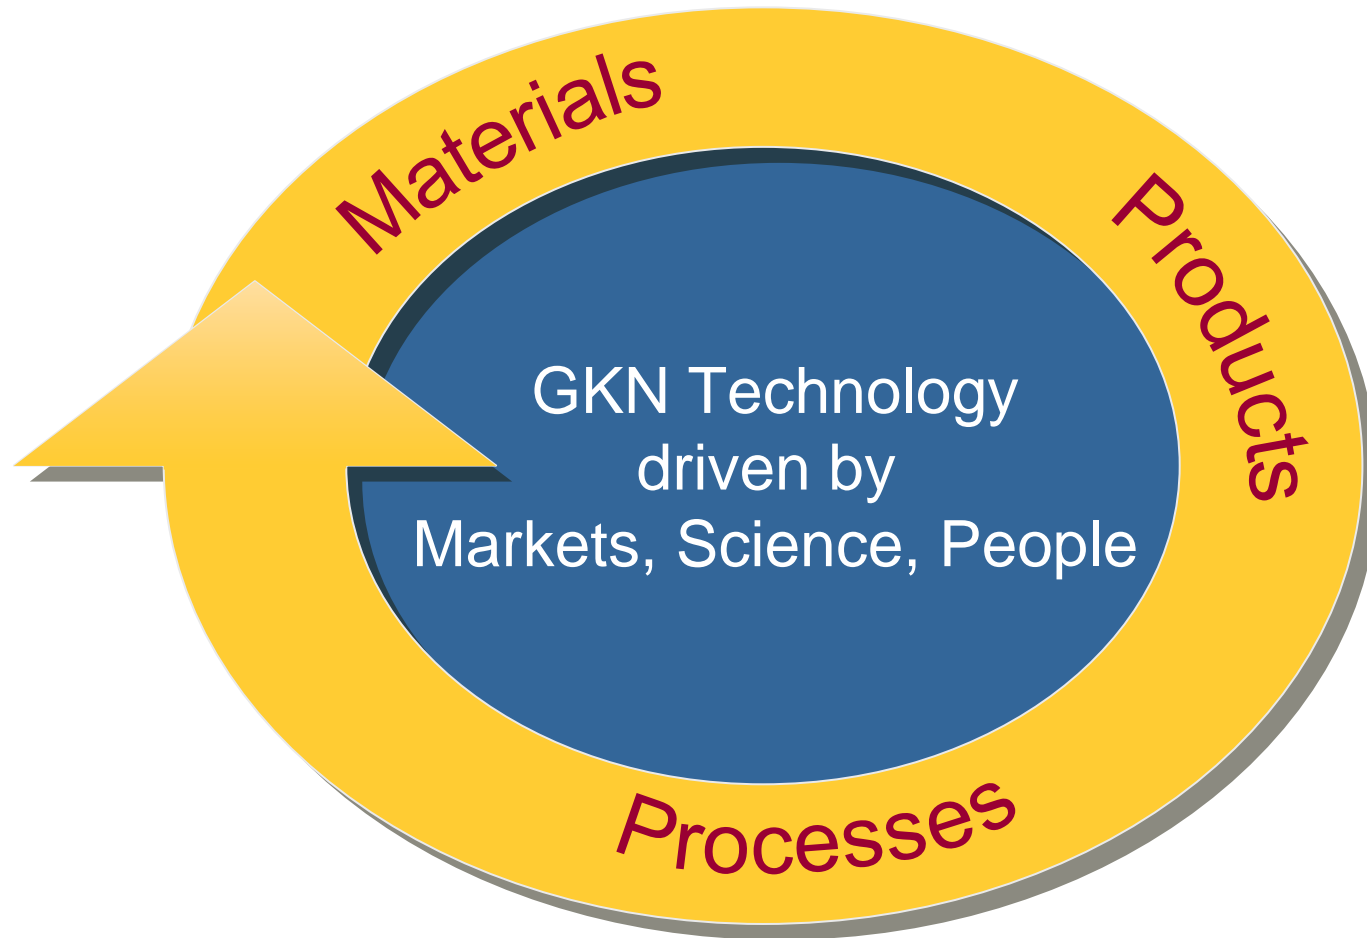 Materials
Products
GKN Technology
driven by
Markets, Science, People
Processes